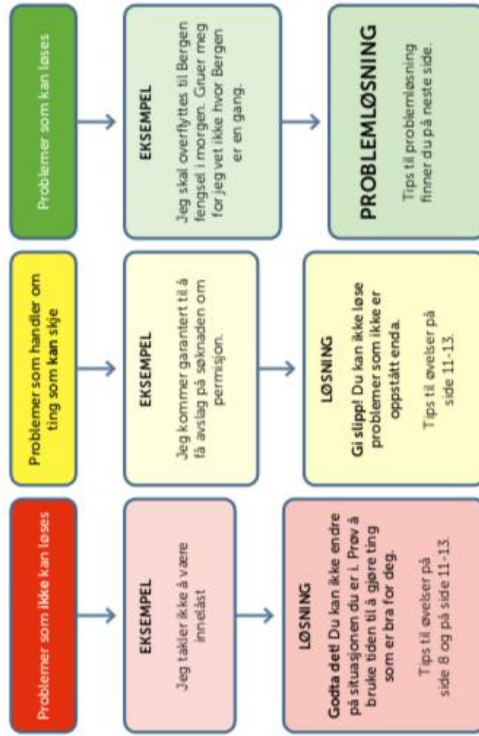 Problemer som ikke kan løses
EKSEMPEL
Jeg takler ikke å være
innelåst
LØSNING
Godta det! Du kan ikke endre
på situasjonen du er i. Prøv å
bruke tiden til å gjøre ting
som er bra for deg.
Tips til øvelser på
side 8 og på side 11-13.
Problemer som handler om
ting som kan skje
EKSEMPEL
Jeg kommer garantert til å
få avslag på søknaden om
permisjon.
LØSNING
Gi slipp! Du kan ikke løse
problemer som ikke er
oppstått enda.
Tips til øvelser på
side 11-13.
Problemer som kan løses
EKSEMPEL
Jeg skal overflyttes til Bergen
fengsel i morgen. Gruer meg
for jeg vet ikke hvor Bergen
er en gang.
PROBLEMLØSNING
Tips til problemløsning
finner du på neste side.